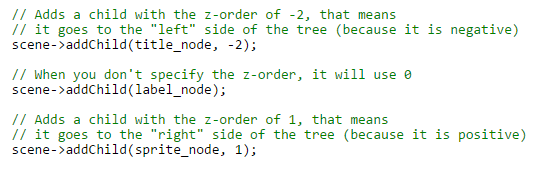 // Adds a child with the z-order of -2, that means
// it goes to the "left" side of the tree (because it is negative)
scene->addChild(title_node, -2);
// When you don't specify the z-order, it will use 0
scene->addChild(label_node);
// Adds a child with the z-order of 1, that means
// it goes to the "right" side of the tree (because it is positive)
scene->addChild(sprite_node, 1);